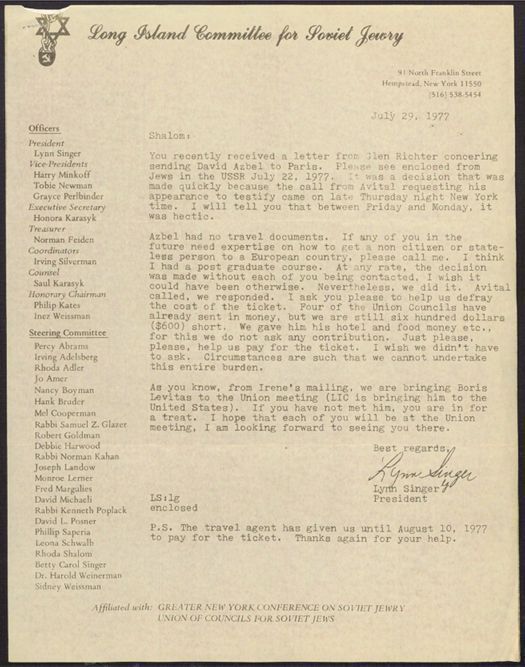 Long Island Committee for Soviet Jewry
91 North Franklin Street
Hempstead, New York 11550
(516) 538-5454
July 29, 1977
Officers
President
Lynn Singer
Vice-Presidents
Harry Minkoff
Tobie Newman
Grayce Perlbinder
Executive Secretary
Honora Karasyk
Treasurer
Norman Feiden
Coordinators
Irving Silverman
Counsel
Saul Karasyk
Honorary Chairman
Philip Kates
Inez Weissman
Steering Committee
Percy Abrams
Irving Adelsberg
Rhoda Adler
Jo Amer
Nancy Boyman
Hank Bruder
Mel Cooperman
Rabbi Samuel Z. Glazer
Robert Goldman
Debbie Harwood
Rabbi Norman Kahan
Joseph Landow
Monroe Lerner
Fred Margalies
David Michaeli
Rabbi Kenneth Poplack
David L. Posner
Phillip Saperia
Leona Schwalb
Rhoda Shalom
Betty Carol Singer
Dr. Harold Weinerman
Sidney Weissman
Shalom:
You recently received a letter from Glen Richter concering
sending David Azbel to Paris. Please see enclosed from
Jews in the USSR July 22, 1977. It was a decision that was
made quickly because the call from Avital requesting his
appearance to testify came on late Thursday night New York
time. I will tell you that between Friday and Monday, it
was hectic.
Azbel had no travel documents. If any of you in the
future need expertise on how to get a non citizen or state-
less person to a European country, please call me. I think
I had a post graduate course. At any rate, the decision
was made without each of you being contacted, I wish it
could have been otherwise. Nevertheless, we did it. Avital
called, we responded. I ask you please to help us defray
the cost of the ticket. Four of the Union Councils have
already sent in money, but we are still six hundred dollars
($600) short. We gave him his hotel and food money etc.,
for this we do not ask any contribution. Just please,
please, help us pay for the ticket. I wish we didn't have
to ask. Circumstances are such that we cannot undertake
this entire burden.
As you know, from Irene's mailing, we are bringing Boris
Levitas to the Union meeting (LIC is bringing him to the
United States). If you have not met him, you are in for
a treat. I hope that each of you will be at the Union
meeting, I am looking forward to seeing you there.
Best regards,
Lynn Singer
Lynn Singer
President
LS:lg
enclosed
P.S. The travel agent has given us until August 10, 1977
to pay for the ticket. Thanks again for your help.
Affiliated with: GREATER NEW YORK CONFERENCE ON SOVIET JEWRY
UNION OF COUNCILS FOR SOVIET JEWS